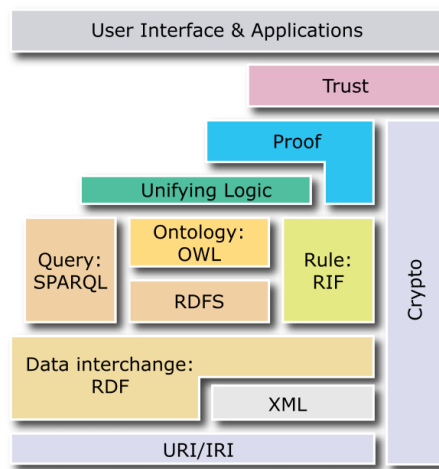 User Interface & Applications
Trust
Proof
Unifying Logic
Query:
SPARQL
Ontology:
OWL
Rule:
RIF
RDFS
Crypto
Data interchange:
RDF
XML
URI/IRI